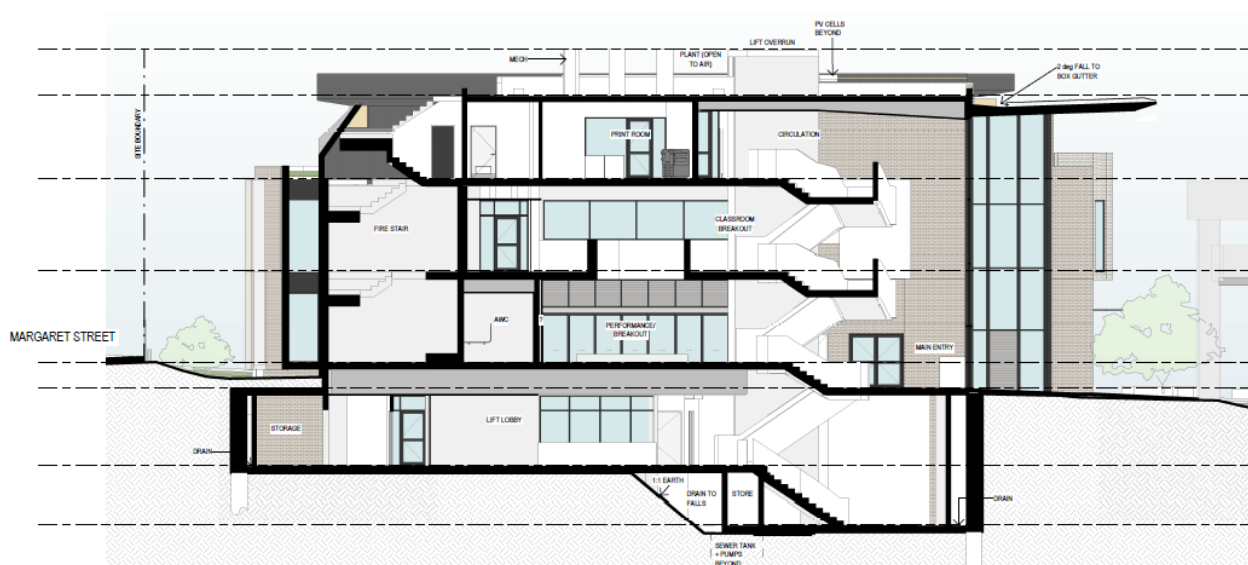 PV CELLS
BEYOND
LIFT OVERRUN
MECH
PLANT (OPEN
TO AIR)
2 deg FALL TO
BOX GUTTER
SITE BOUNDARY
PRINT ROOM
CIRCULATION
FIRE STAIR
CLASSROOM
BREAKOUT
MARGARET STREET
AWC
?
PERFORMANCE/
BREAKOUT
MAIN ENTRY
STORAGE
LIFT LOBBY
DRAIN
1:1 EARTH
DRAIN TO
FALLS
STORE
DRAIN
SEWER TANK
+ PUMPS
BEYOND